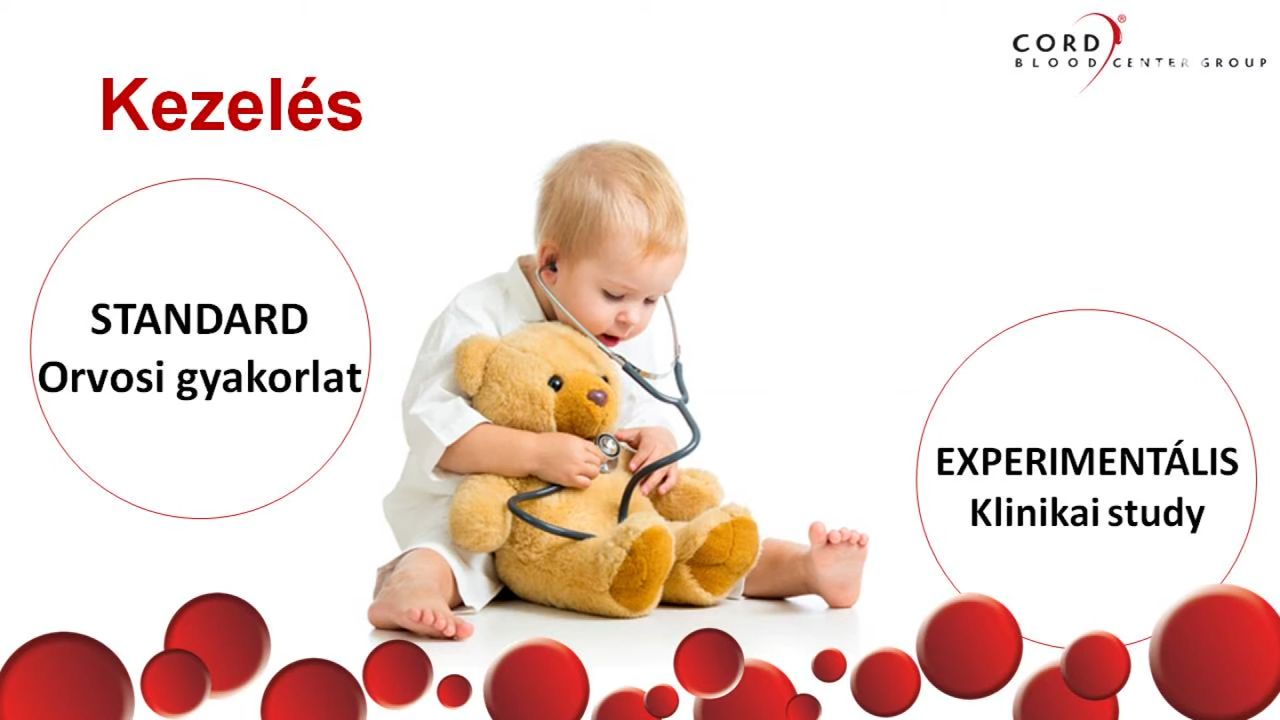 CORD
BLOOD CENTER GROUP
Kezelés
STANDARD
Orvosi gyakorlat
EXPERIMENTÁLIS
Klinikai study